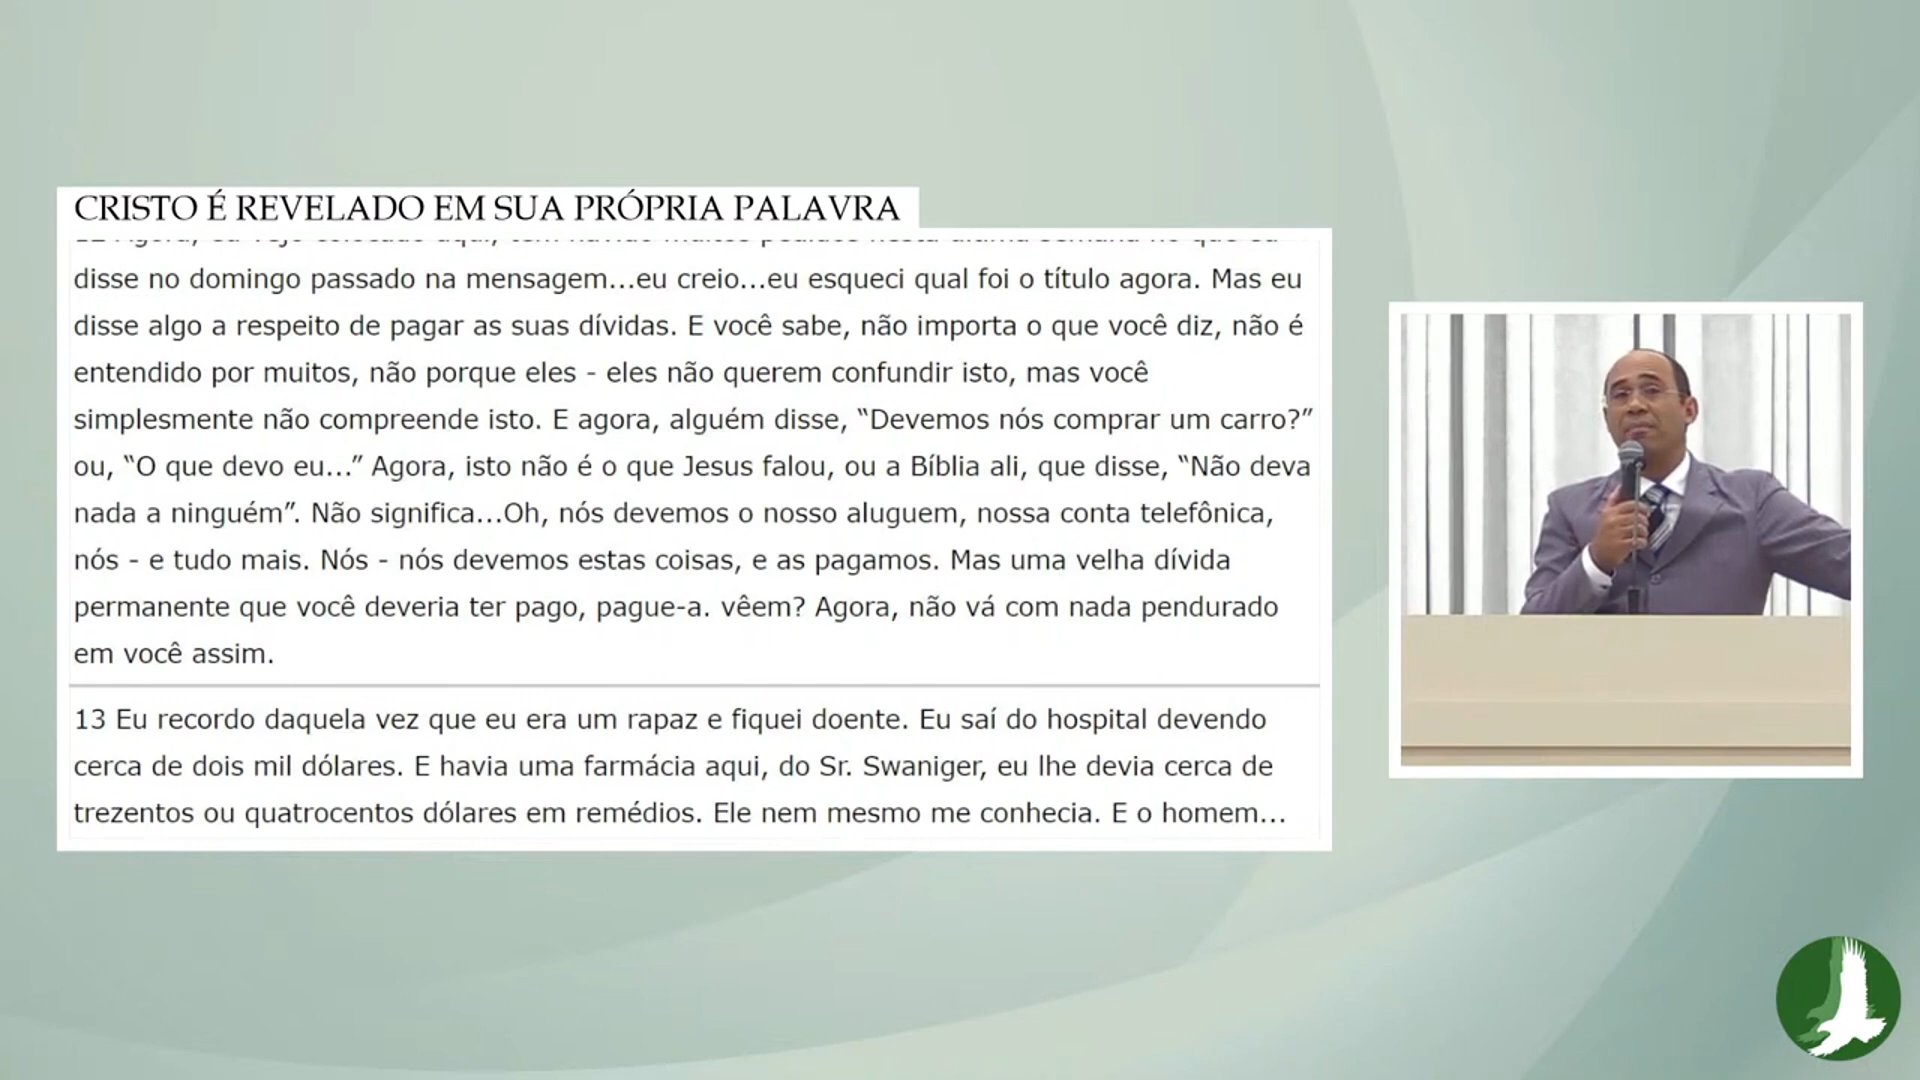 CRISTO É REVELADO EM SUA PRÓPRIA PALAVRA
disse no domingo passado na mensagem...eu creio...eu esqueci qual foi o título agora. Mas eu
disse algo a respeito de pagar as suas dívidas. E você sabe, não importa o que você diz, não é
entendido por muitos, não porque eles - eles não querem confundir isto, mas você
simplesmente não compreende isto. E agora, alguém disse, “Devemos nós comprar um carro?”
ou, “O que devo eu...” Agora, isto não é o que Jesus falou, ou a Bíblia ali, que disse, “Não deva
nada a ninguém”. Não significa...Oh, nós devemos o nosso aluguem, nossa conta telefônica,
nós - e tudo mais. Nós - nós devemos estas coisas, e as pagamos. Mas uma velha dívida
permanente que você deveria ter pago, pague-a. vêem? Agora, não vá com nada pendurado
em você assim.
13 Eu recordo daquela vez que eu era um rapaz e fiquei doente. Eu saí do hospital devendo
cerca de dois mil dólares. E havia uma farmácia aqui, do Sr. Swaniger, eu lhe devia cerca de
trezentos ou quatrocentos dólares em remédios. Ele nem mesmo me conhecia. E o homem...